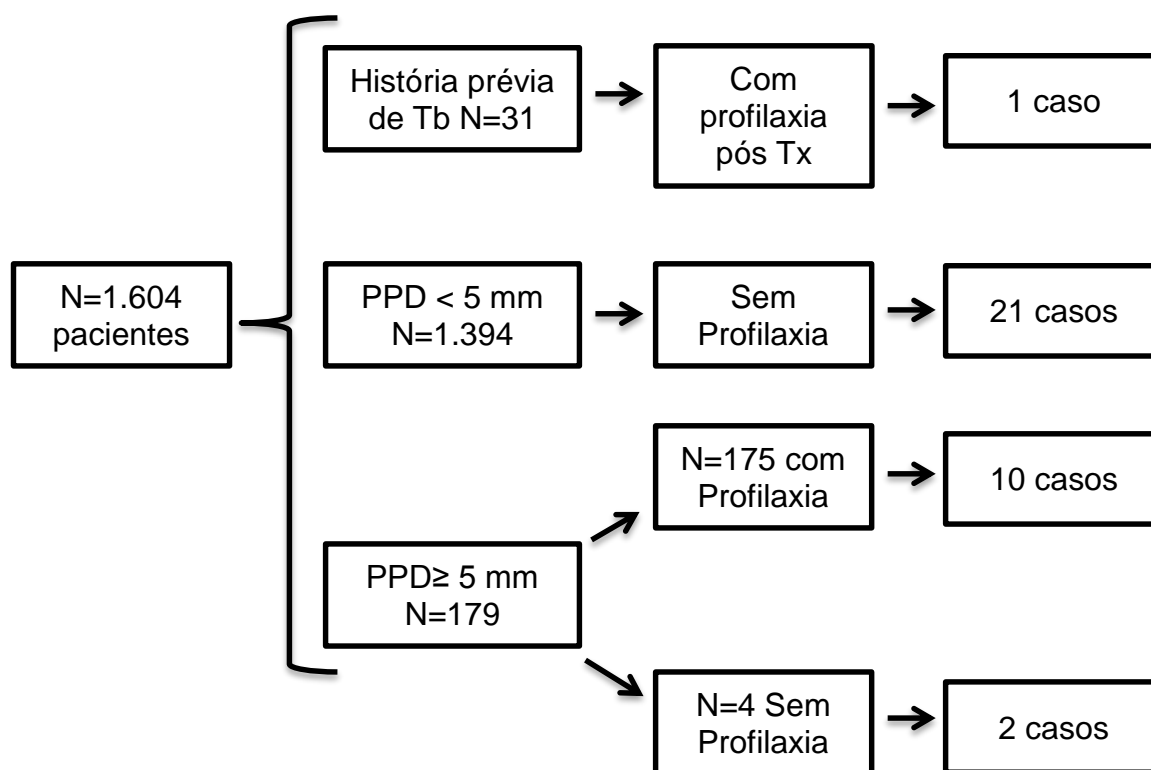 N=1.604
pacientes
História prévia
de Tb N=31
Com
profilaxia
pós Tx
1 caso
PPD < 5 mm
N=1.394
Sem
Profilaxia
21 casos
PPD≥ 5 mm
N=179
N=175 com
Profilaxia
10 casos
N=4 Sem
Profilaxia
2 casos